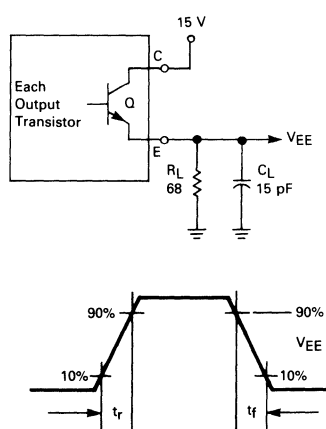 15 V
C
Each
Output
Transistor
Q
E
VEE
RL
68
CL
15 pF
90%
90%
VEE
10%
10%
tr
tf